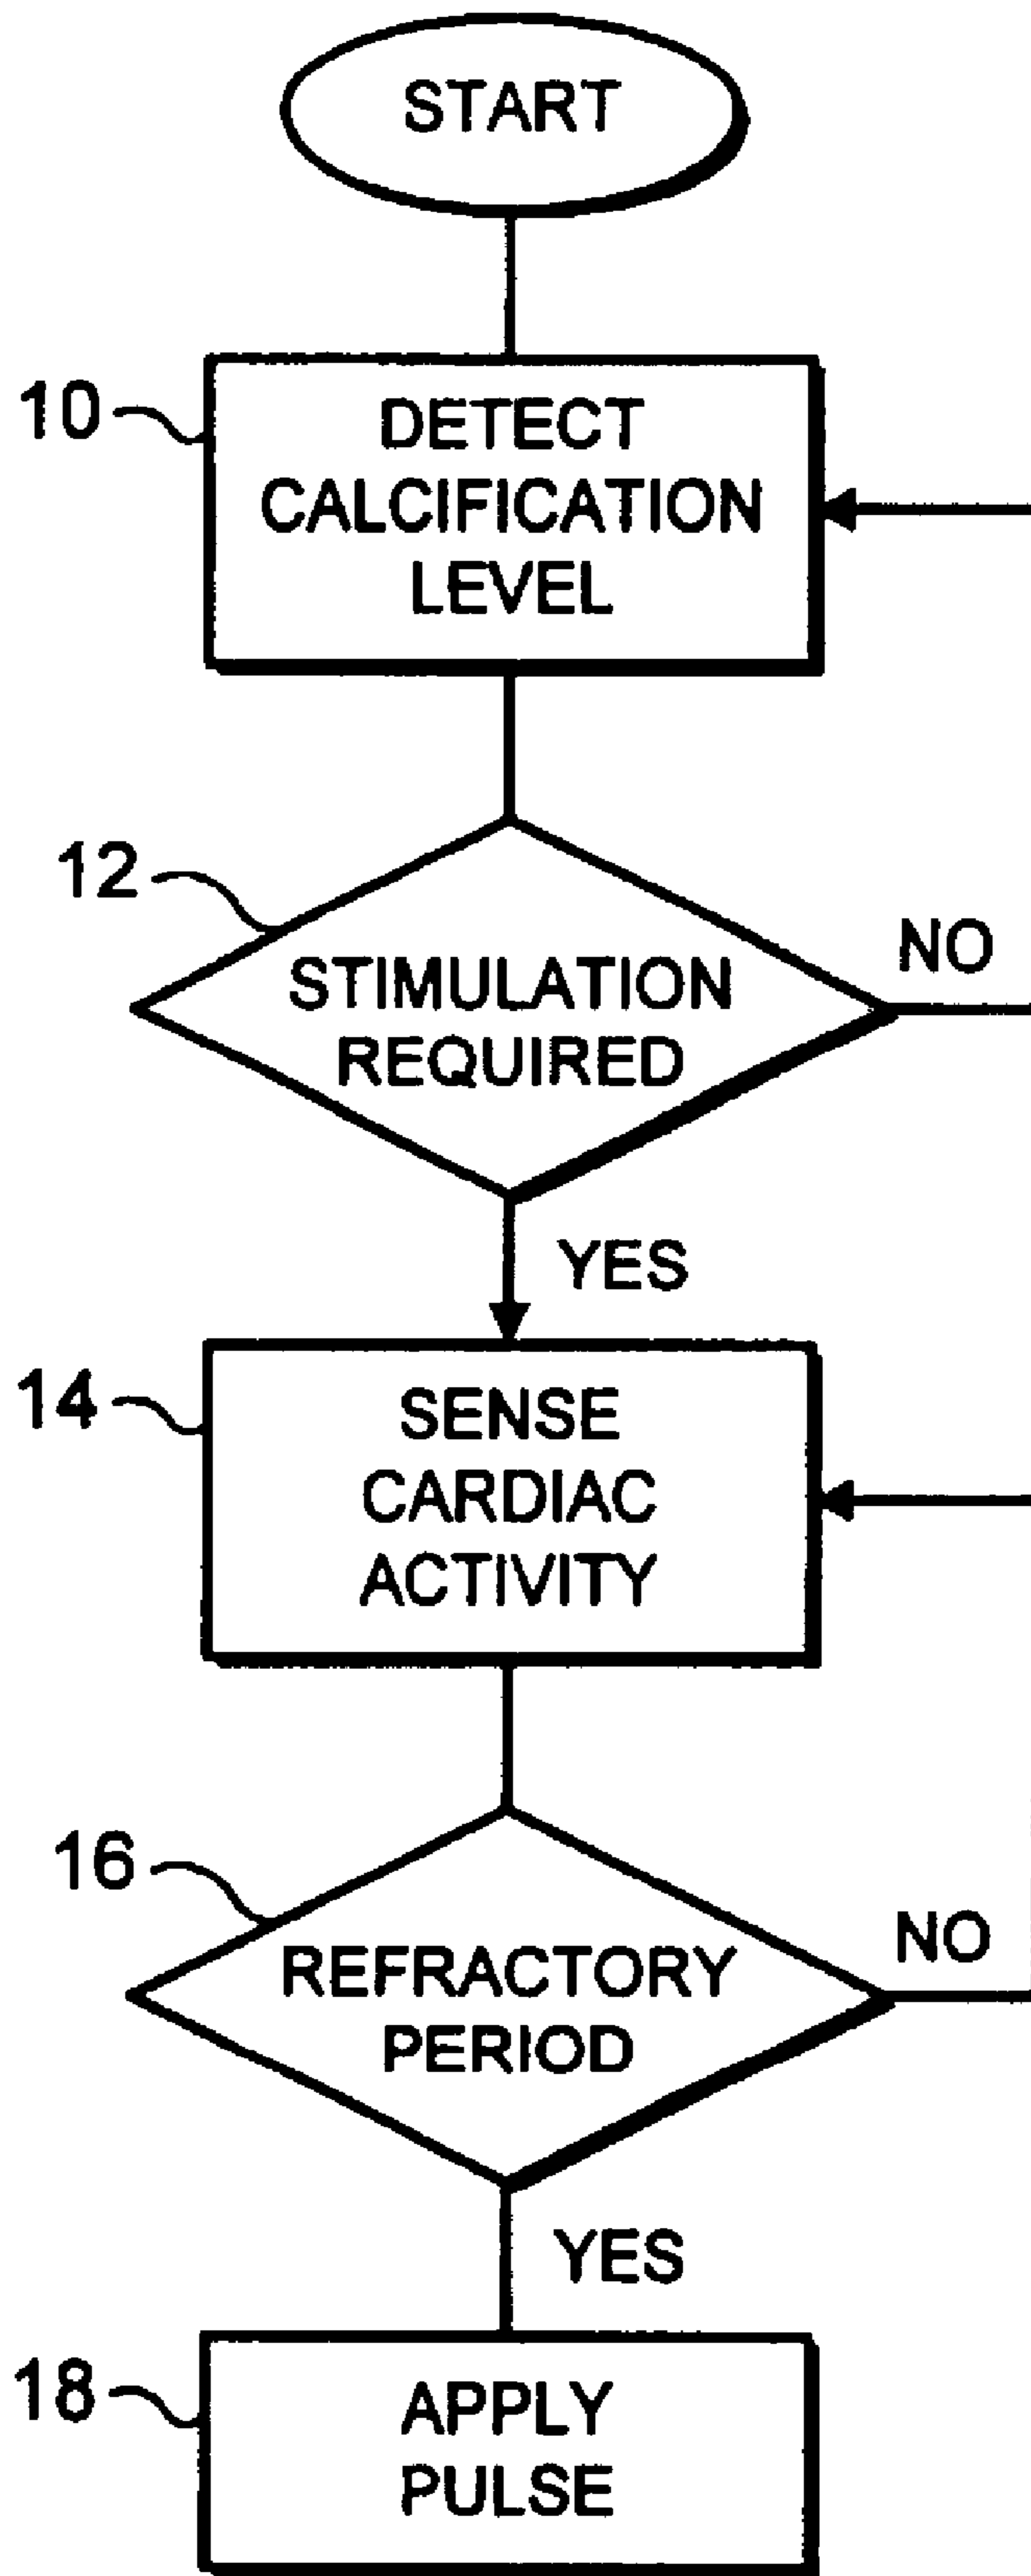 START
10
DETECT
CALCIFICATION
LEVEL
12
STIMULATION
REQUIRED
NO
YES
14
SENSE
CARDIAC
ACTIVITY
16
REFRACTORY
PERIOD
NO
YES
18
APPLY
PULSE